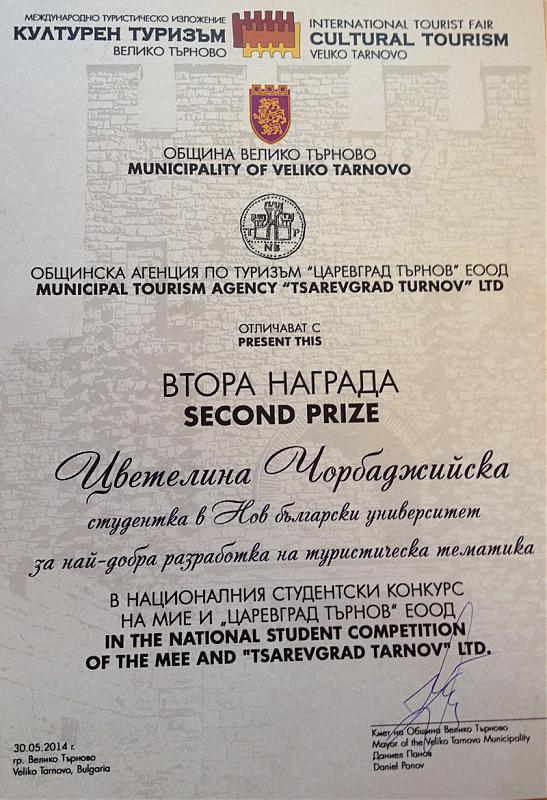 МЕЖДУНАРОДНО ТУРИСТИЧЕСКО ИЗЛОЖЕНИЕ
КУЛТУРЕН ТУРИЗЪМ
ВЕЛИКО ТЪРНОВО
INTERNATIONAL TOURIST FAIR
CULTURAL TOURISM
VELIKO TARNOVO
ОБЩИНА ВЕЛИКО ТЪРНОВО
MUNICIPALITY OF VELIKO TARNOVO
Т Р
NB
ОБЩИНСКА АГЕНЦИЯ ПО ТУРИЗЪМ "ЦАРЕВГРАД ТЪРНОВ" ЕООД
MUNICIPAL TOURISM AGENCY “TSAREVGRAD TURNOV” LTD
ОТЛИЧАВАТ С
PRESENT THIS
ВТОРА НАГРАДА
SECOND PRIZE
Цветелина Чорбаджийска
студентка в Нов български университет
за най-добра разработка на туристическа тематика
В НАЦИОНАЛНИЯ СТУДЕНТСКИ КОНКУРС
НА МИЕ И „ЦАРЕВГРАД ТЪРНОВ" ЕООД
IN THE NATIONAL STUDENT COMPETITION
OF THE MEE AND "TSAREVGRAD TARNOV" LTD.
30.05.2014 г.
гр. Велико Търново
Veliko Tarnovo, Bulgaria
Кмет на Община Велико Търново
Mayor of the Veliko Tarnovo Municipality
Даниел Панов
Daniel Panov